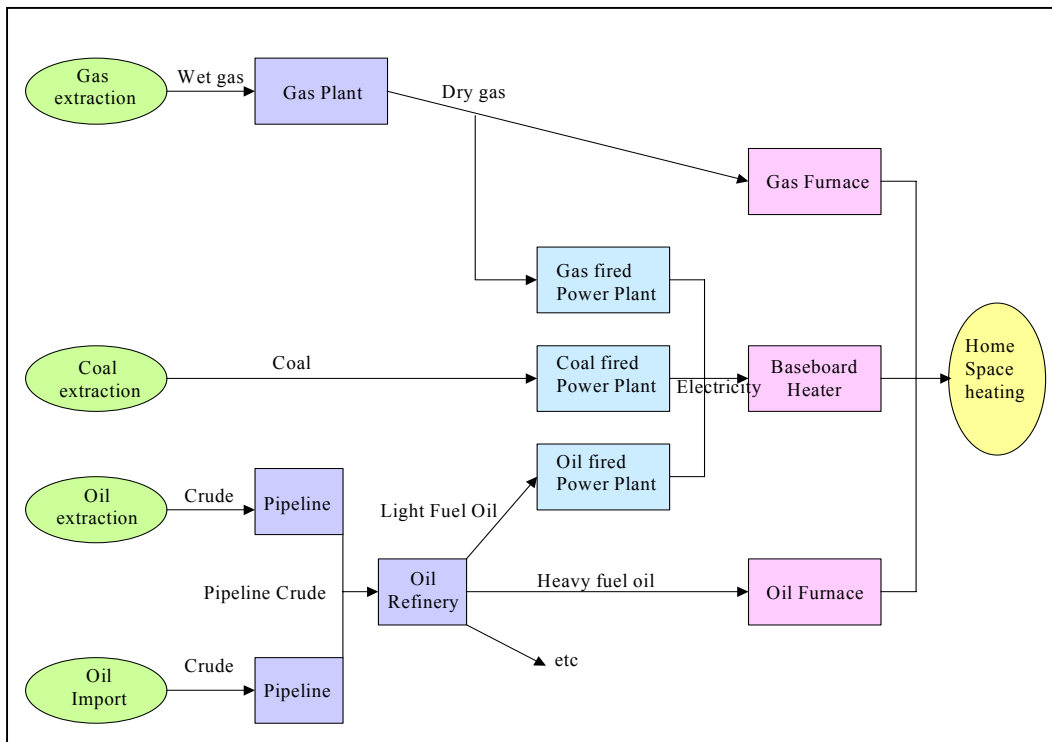 Gas
extraction
Wet gas
Gas Plant
Dry gas
Gas Furnace
Gas fired
Power Plant
Coal
extraction
Coal
Coal fired
Power Plant
Electricity
Baseboard
Heater
Home
Space
heating
Oil fired
Power Plant
Oil
extraction
Crude
Pipeline
Light Fuel Oil
Pipeline Crude
Oil
Refinery
Heavy fuel oil
Oil Furnace
etc
Oil
Import
Crude
Pipeline